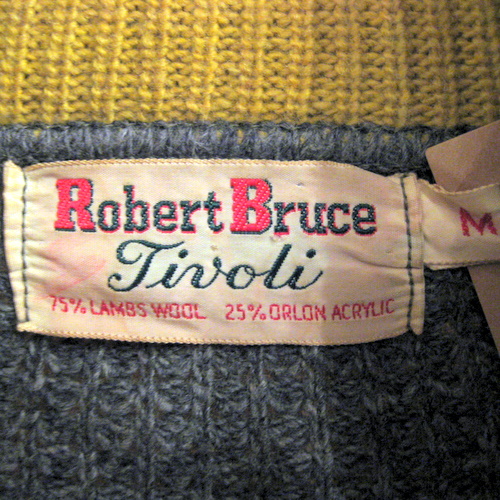 Robert Bruce
Tivoli
75% LAMBS WOOL 25% ORLON ACRYLIC
M